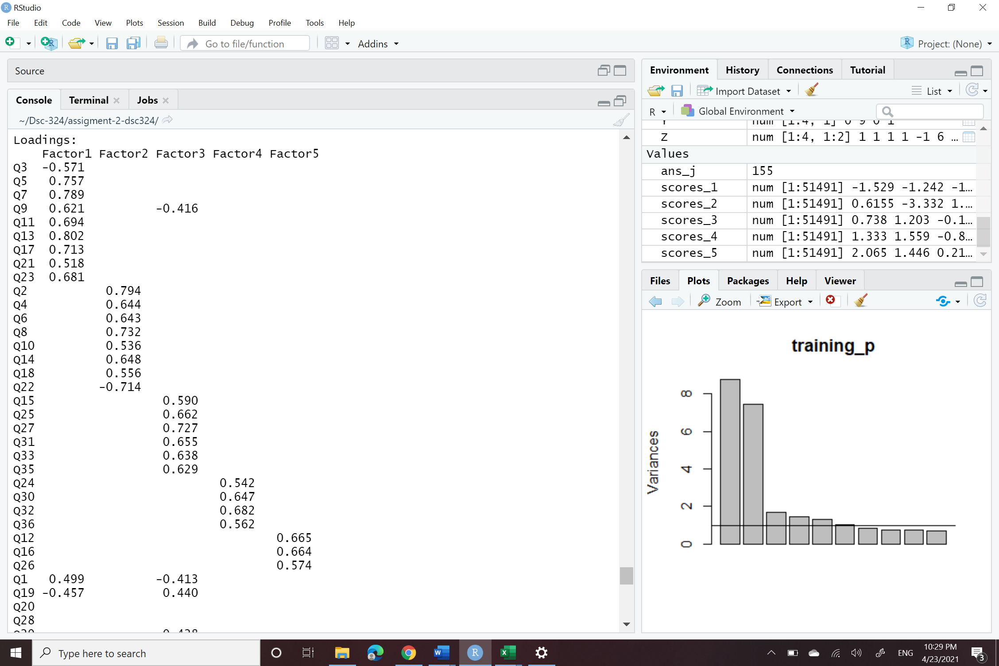 RStudio
File Edit Code View Plots Session Build Debug Profile Tools Help
Go to file/function Addins Project: (None)
Source
Console Terminal Jobs
~/Dsc-324/assigment-2-dsc324/
Loadings:
Factor1 Factor2 Factor3 Factor4 Factor5
Q3 -0.571
Q5 0.757
Q7 0.789
Q9 0.621 -0.416
Q11 0.694
Q13 0.802
Q17 0.713
Q21 0.518
Q23 0.681
Q2 0.794
Q4 0.644
Q6 0.643
Q8 0.732
Q10 0.536
Q14 0.648
Q18 0.556
Q22 -0.714
Q15 0.590
Q25 0.662
Q27 0.727
Q31 0.655
Q33 0.638
Q35 0.629
Q24 0.542
Q30 0.647
Q32 0.682
Q36 0.562
Q12 0.665
Q16 0.664
Q26 0.574
Q1 0.499 -0.413
Q19 -0.457 0.440
Q20
Q28
Environment History Connections Tutorial
Import Dataset List
R Global Environment
Y num [1:4, 1] 0 9 0 1
Z num [1:4, 1:2] 1 1 1 1 -1 6 ...
Values
ans_j 155
scores_1 num [1:51491] -1.529 -1.242 -1...
scores_2 num [1:51491] 0.6155 -3.332 1....
scores_3 num [1:51491] 0.738 1.203 -0.1...
scores_4 num [1:51491] 1.333 1.559 -0.8...
scores_5 num [1:51491] 2.065 1.446 0.21...
Files Plots Packages Help Viewer
Zoom Export
training_p
Variances
8
6
4
2
0
Type here to search
ENG
10:29 PM
4/23/2021
3